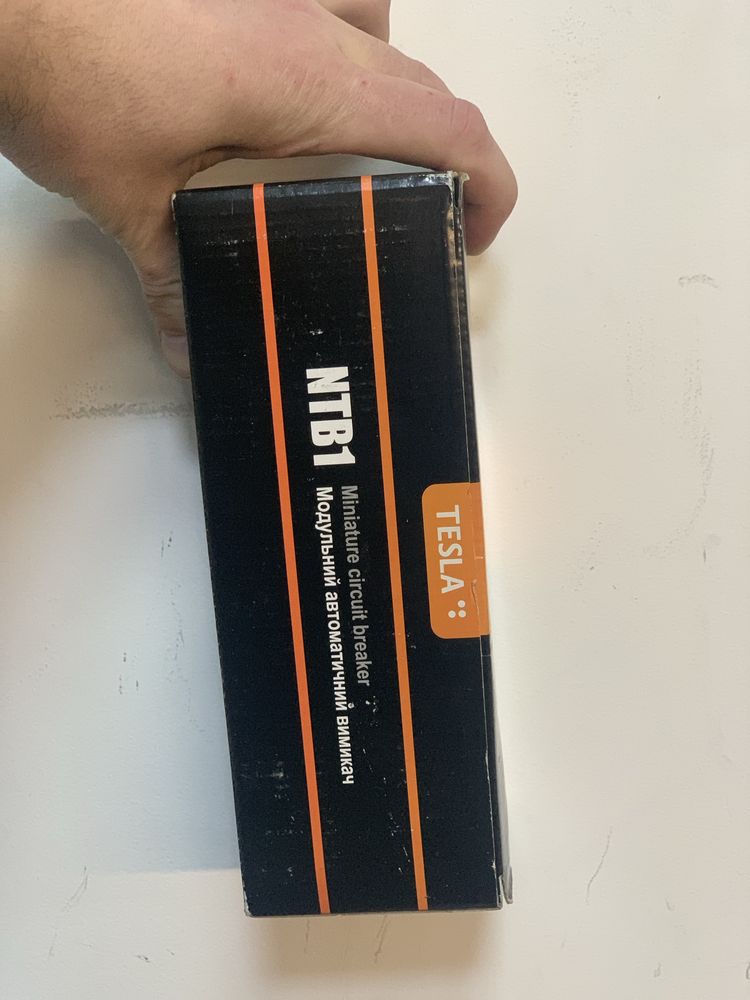 TESLA
NTB1
Miniature circuit breaker
Модульний автоматичний вимикач